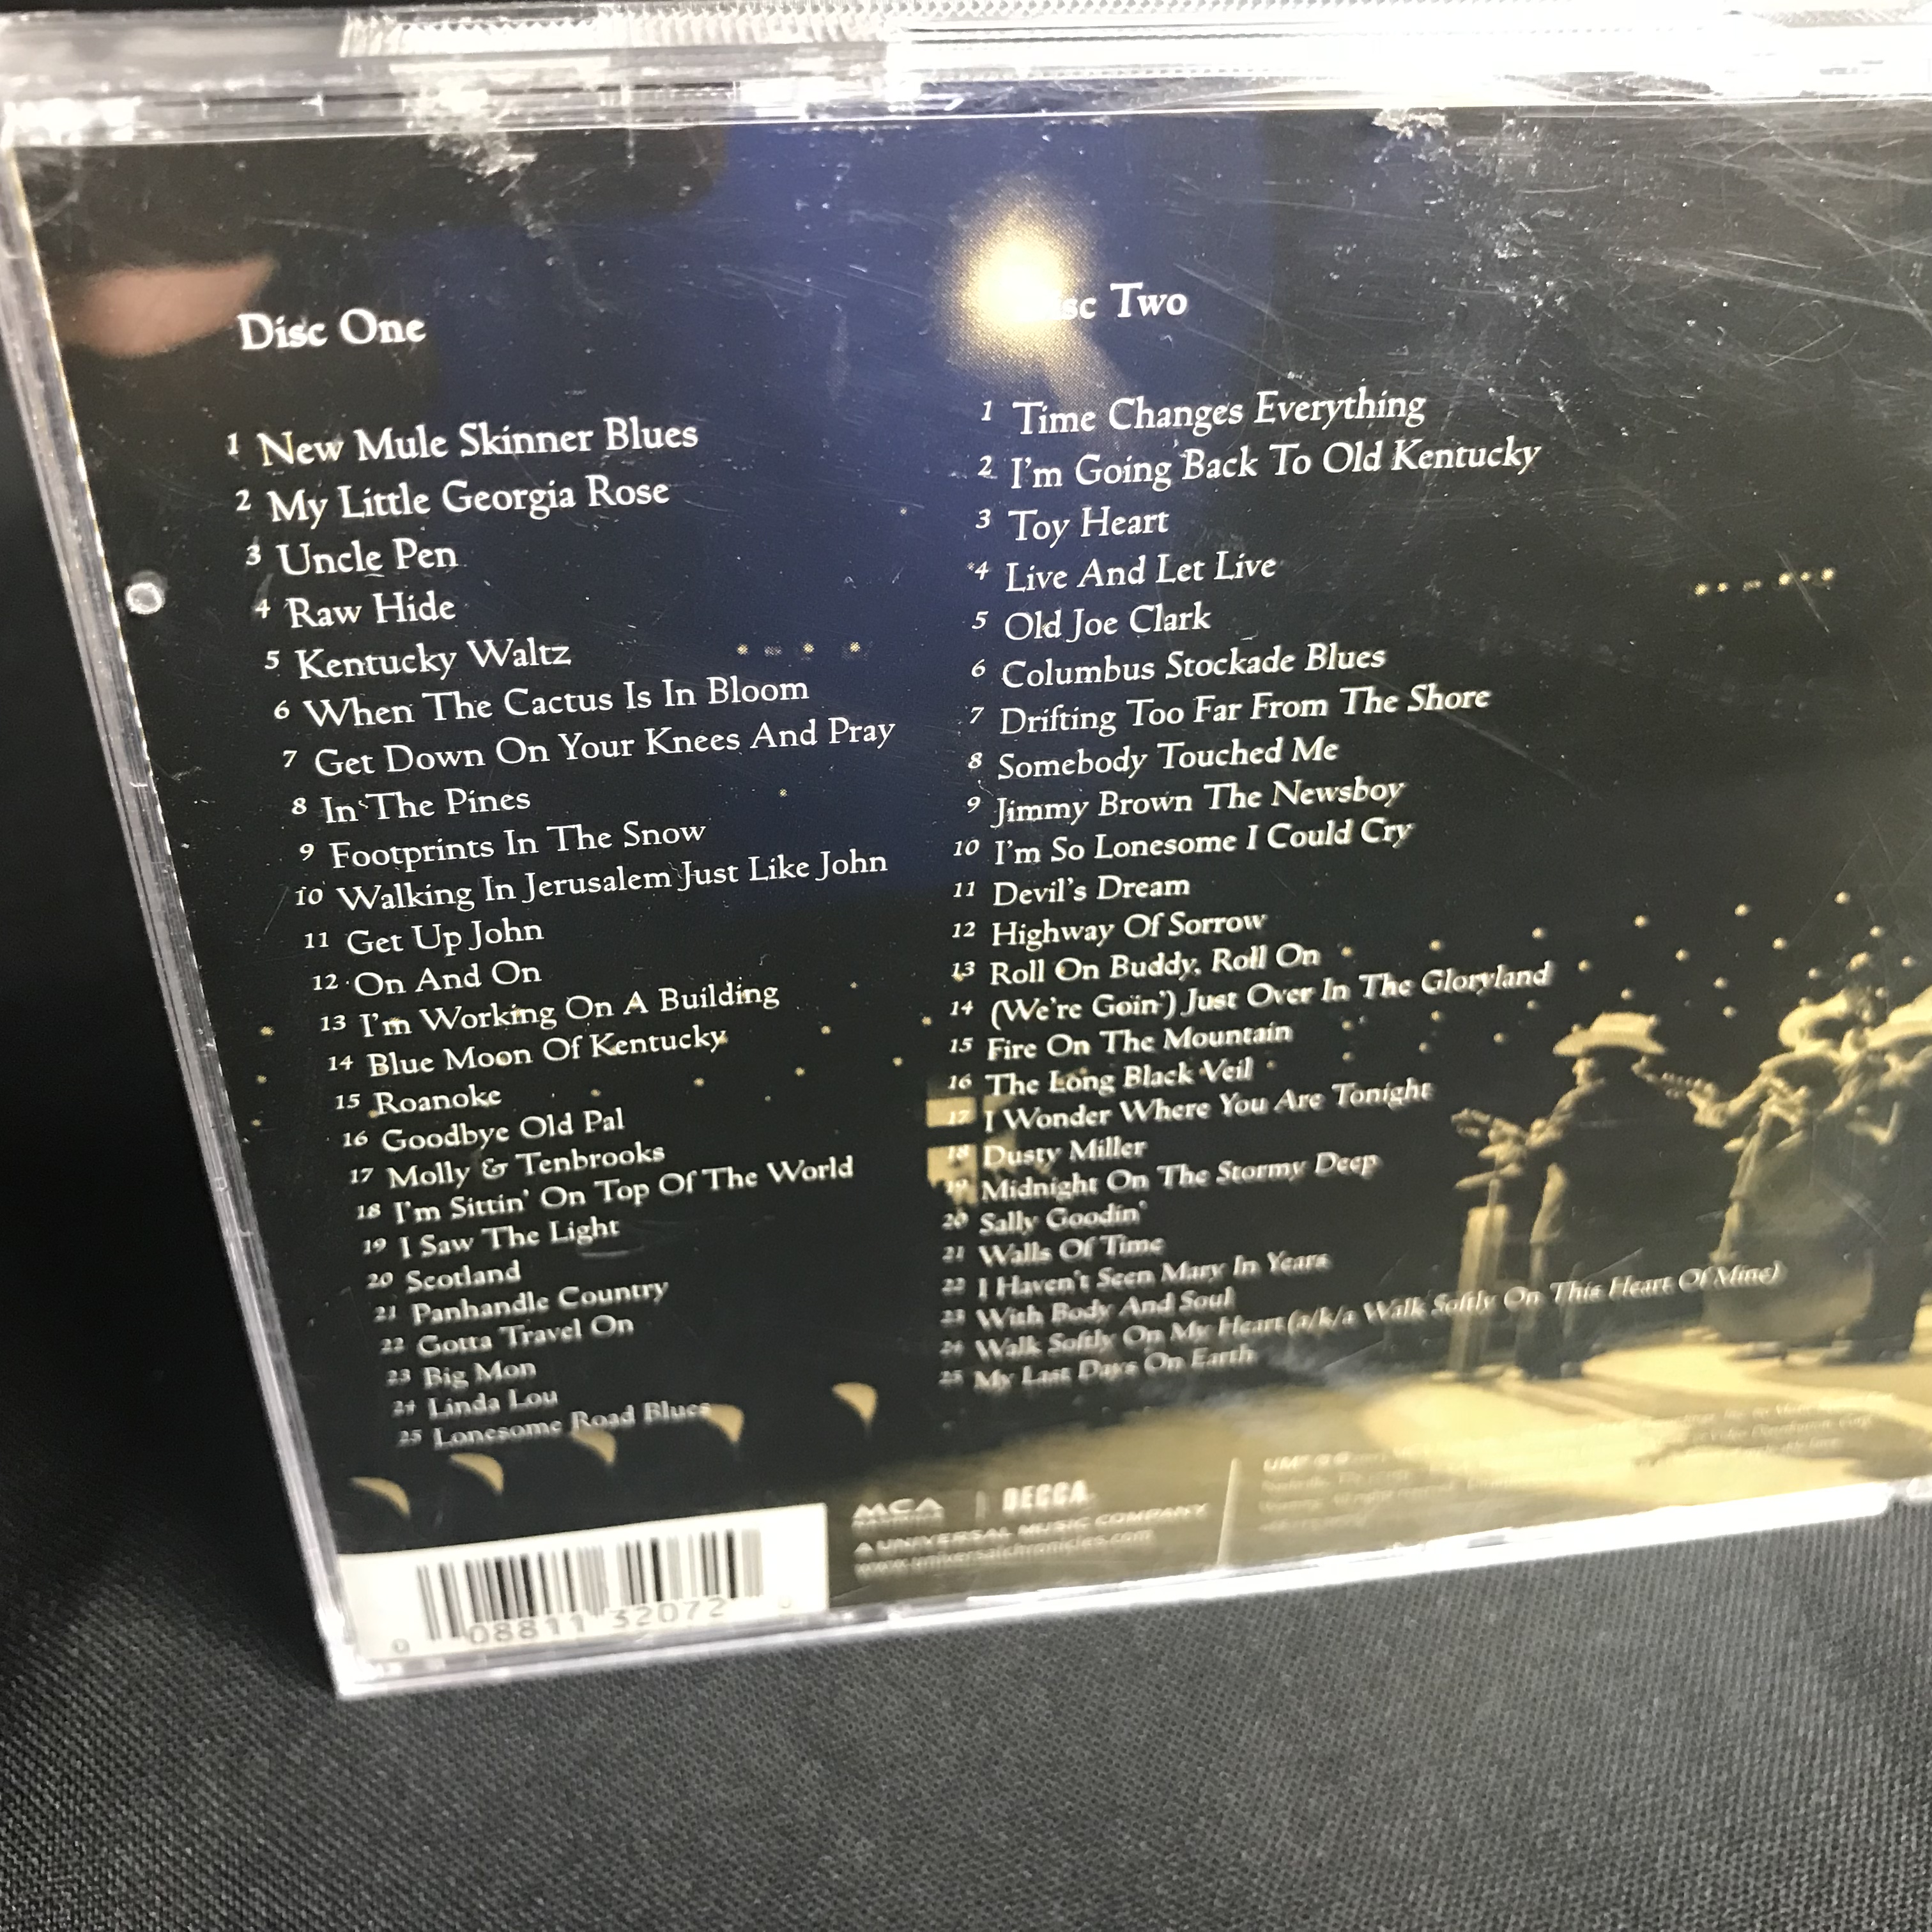 Disc One
1 New Mule Skinner Blues
2 My Little Georgia Rose
3 Uncle Pen
4 Raw Hide
5 Kentucky Waltz
6 When The Cactus Is In Bloom
7 Get Down On Your Knees And Pray
8 In The Pines
9 Footprints In The Snow
10 Walking In Jerusalem Just Like John
11 Get Up John
12 On And On
13 I'm Working On A Building
14 Blue Moon Of Kentucky
15 Roanoke
16 Goodbye Old Pal
17 Molly & Tenbrooks
18 I'm Sittin' On Top Of The World
19 I Saw The Light
20 Scotland
21 Panhandle Country
22 Gotta Travel On
23 Big Mon
24 Linda Lou
25 Lonesome Road Blues
Disc Two
1 Time Changes Everything
2 I'm Going Back To Old Kentucky
3 Toy Heart
4 Live And Let Live
5 Old Joe Clark
6 Columbus Stockade Blues
7 Drifting Too Far From The Shore
8 Somebody Touched Me
9 Jimmy Brown The Newsboy
10 I'm So Lonesome I Could Cry
11 Devil's Dream
12 Highway Of Sorrow
13 Roll On Buddy, Roll On
14 (We're Goin') Just Over In The Gloryland
15 Fire On The Mountain
16 The Long Black Veil
17 I Wonder Where You Are Tonight
18 Dusty Miller
19 Midnight On The Stormy Deep
20 Sally Goodin'
21 Walls Of Time
22 I Haven't Seen Mary In Years
23 With Body And Soul
24 Walk Softly On My Heart (a/k/a Walk Softly On This Heart Of Mine)
25 My Last Days On Earth
0 08811 32072
MCA DECCA
A UNIVERSAL MUSIC COMPANY
www.universalchronicles.com